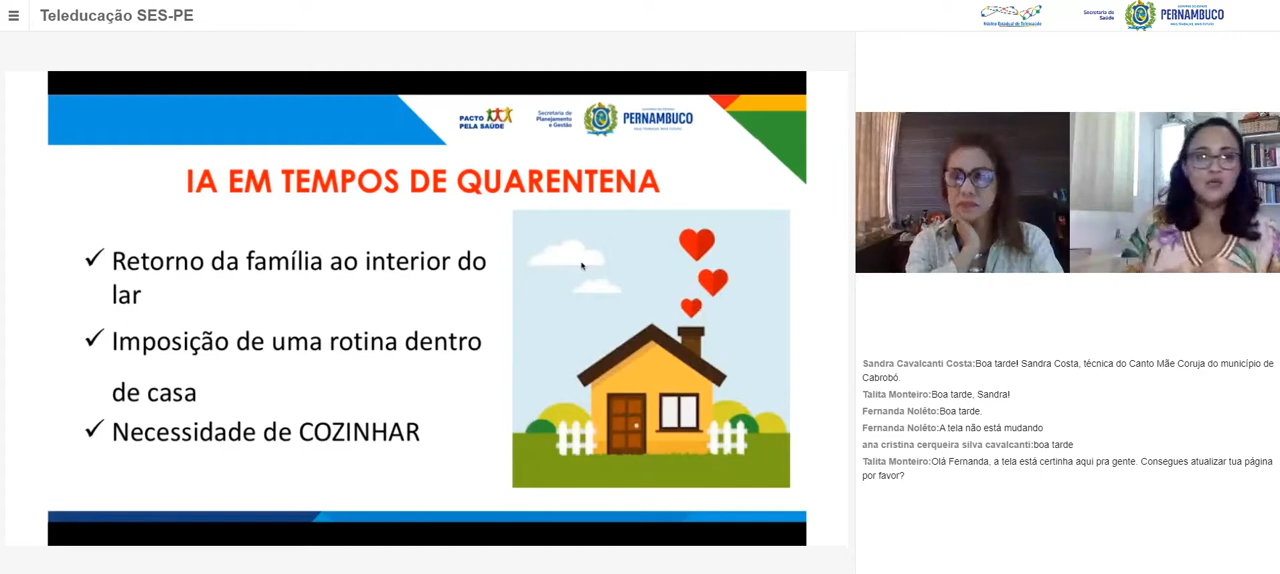 Teleducação SES-PE
Núcleo Estadual de Telessaúde
Secretaria de
Saúde
PERNAMBUCO
PACTO
PELA SAÚDE
Secretaria de
Planejamento
e Gestão
PERNAMBUCO
IA EM TEMPOS DE QUARENTENA
✓ Retorno da família ao interior do
lar
✓ Imposição de uma rotina dentro
de casa
✓ Necessidade de COZINHAR
Sandra Cavalcanti Costa:Boa tarde! Sandra Costa, técnica do Canto Mãe Coruja do município de
Cabrobó.
Talita Monteiro:Boa tarde, Sandra!
Fernanda Nolêto:Boa tarde.
Fernanda Nolêto:A tela não está mudando
ana cristina cerqueira silva cavalcanti:boa tarde
Talita Monteiro:Olá Fernanda, a tela está certinha aqui pra gente. Consegues atualizar tua página
por favor?